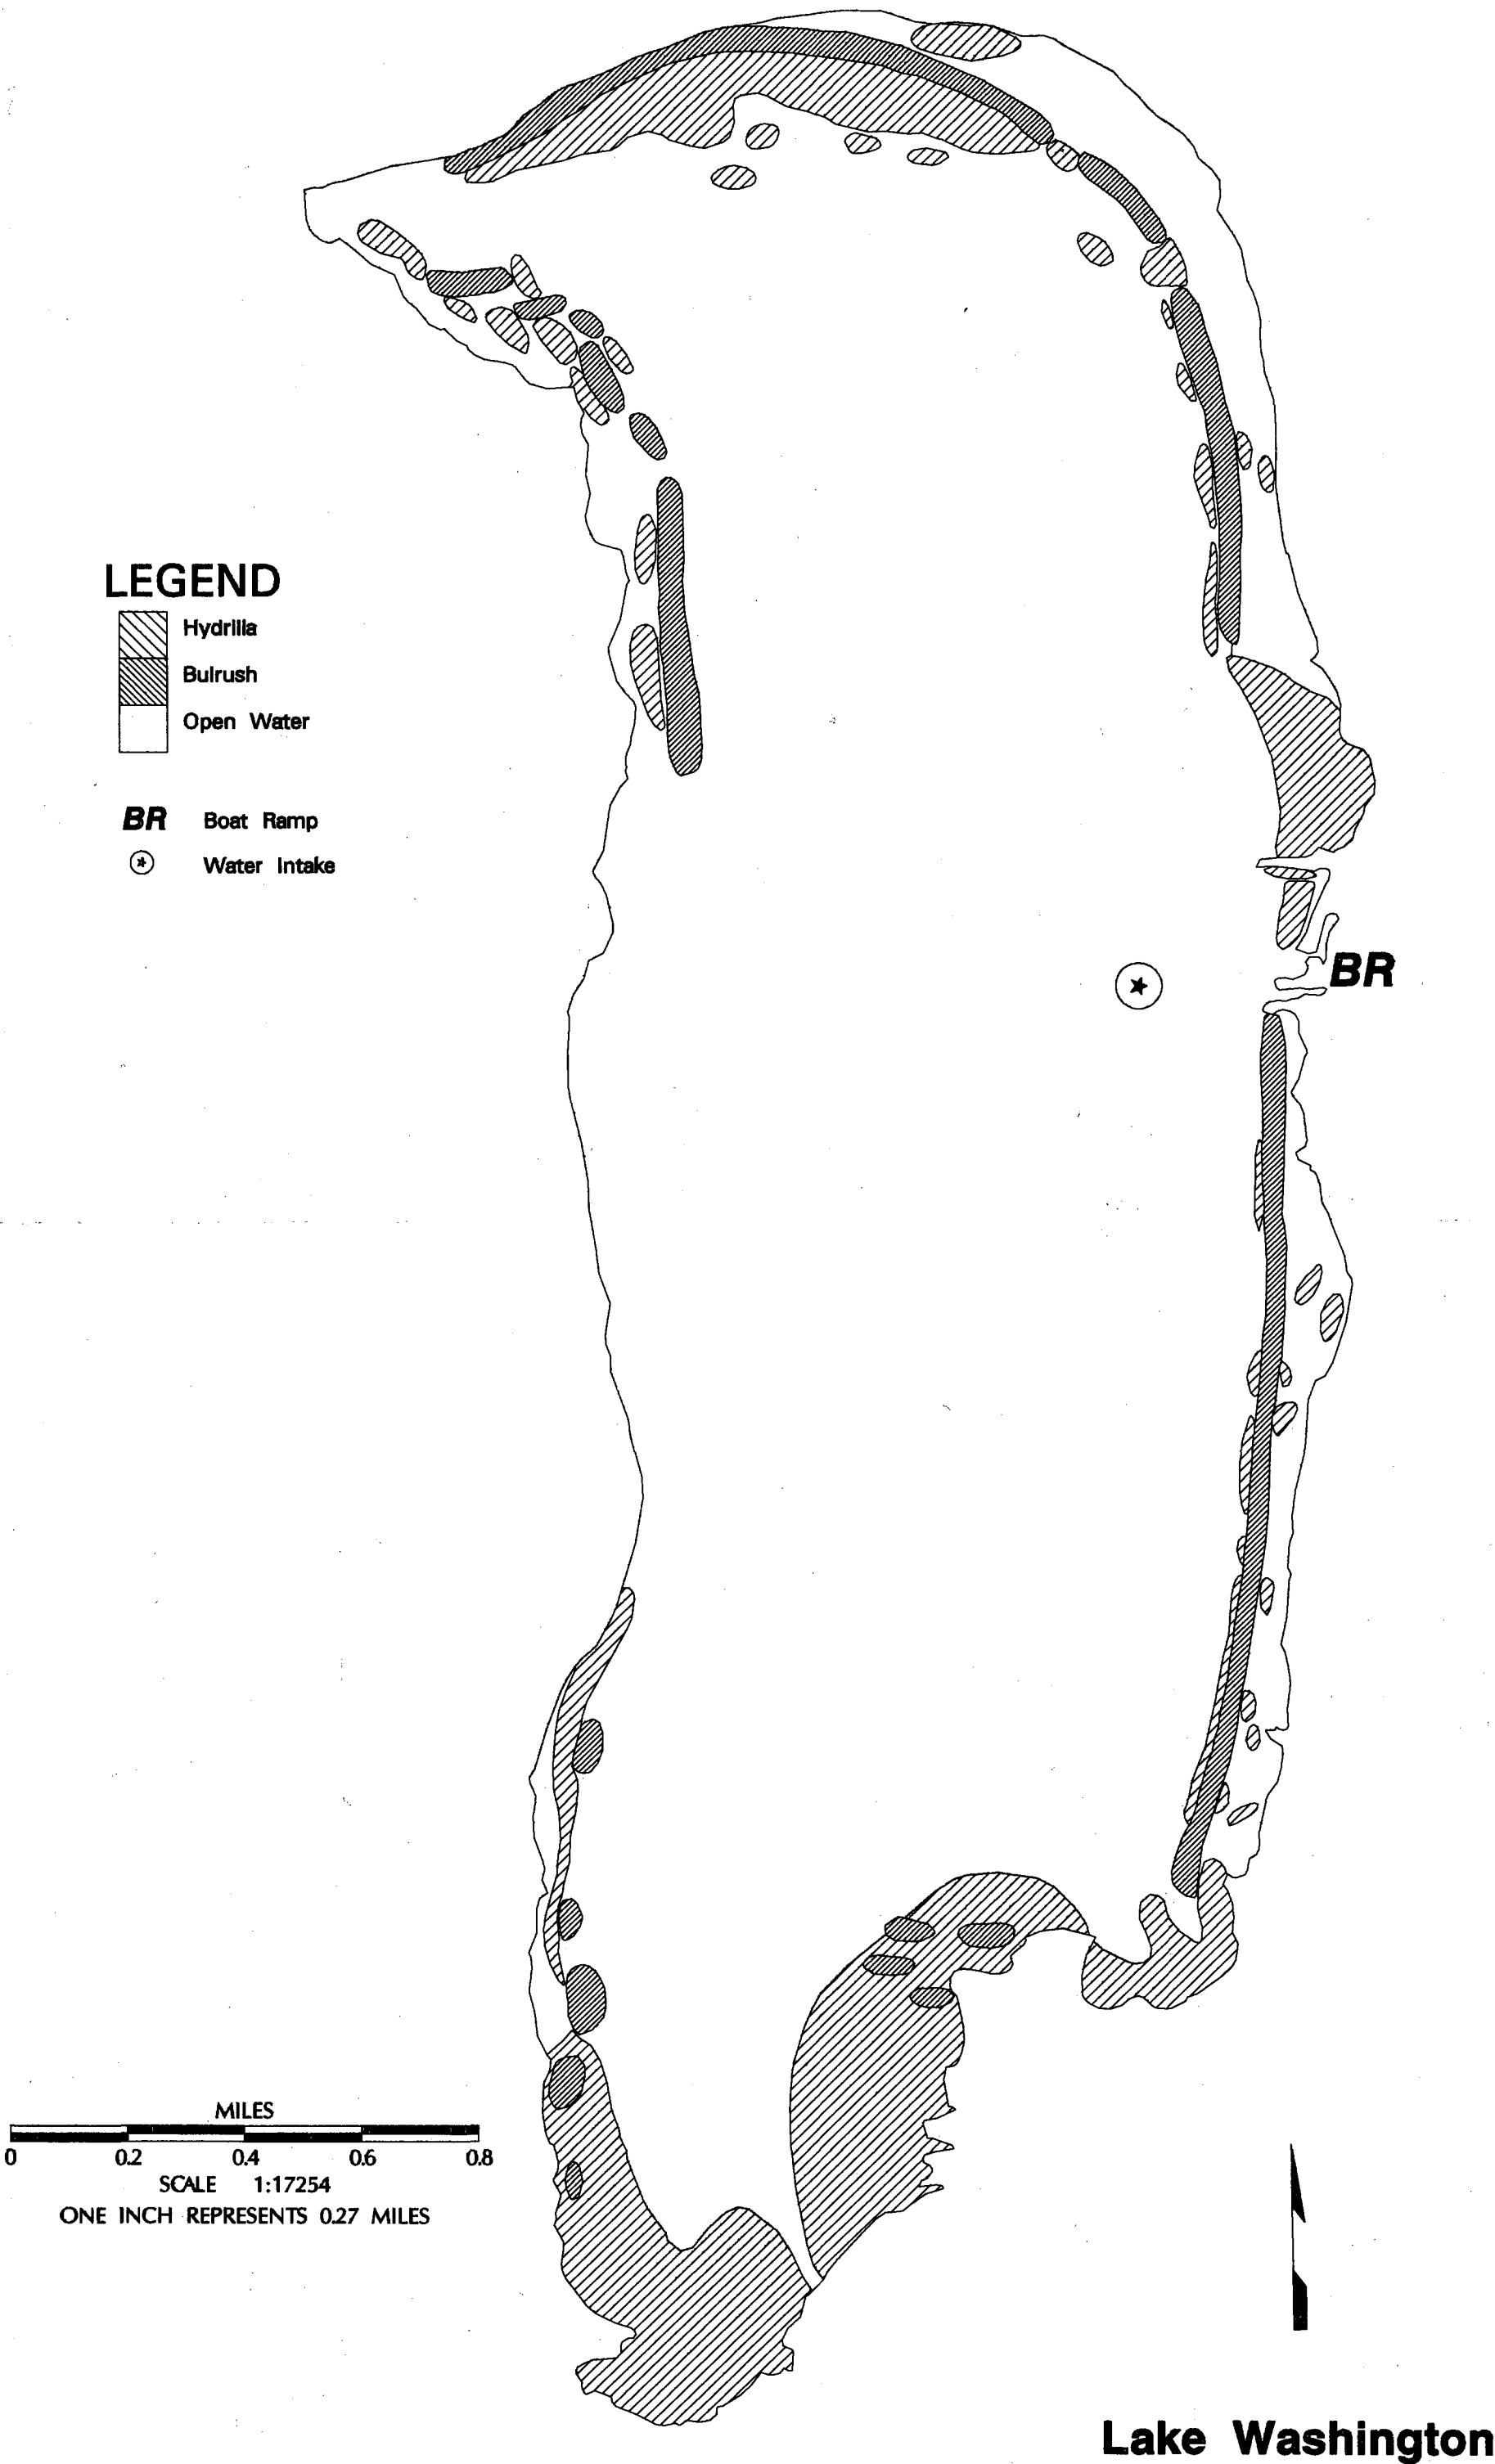 LEGEND
Hydrilla
Bulrush
Open Water
BR Boat Ramp
Water Intake
BR
MILES
0 0.2 0.4 0.6 0.8
SCALE 1:17254
ONE INCH REPRESENTS 0.27 MILES
Lake Washington